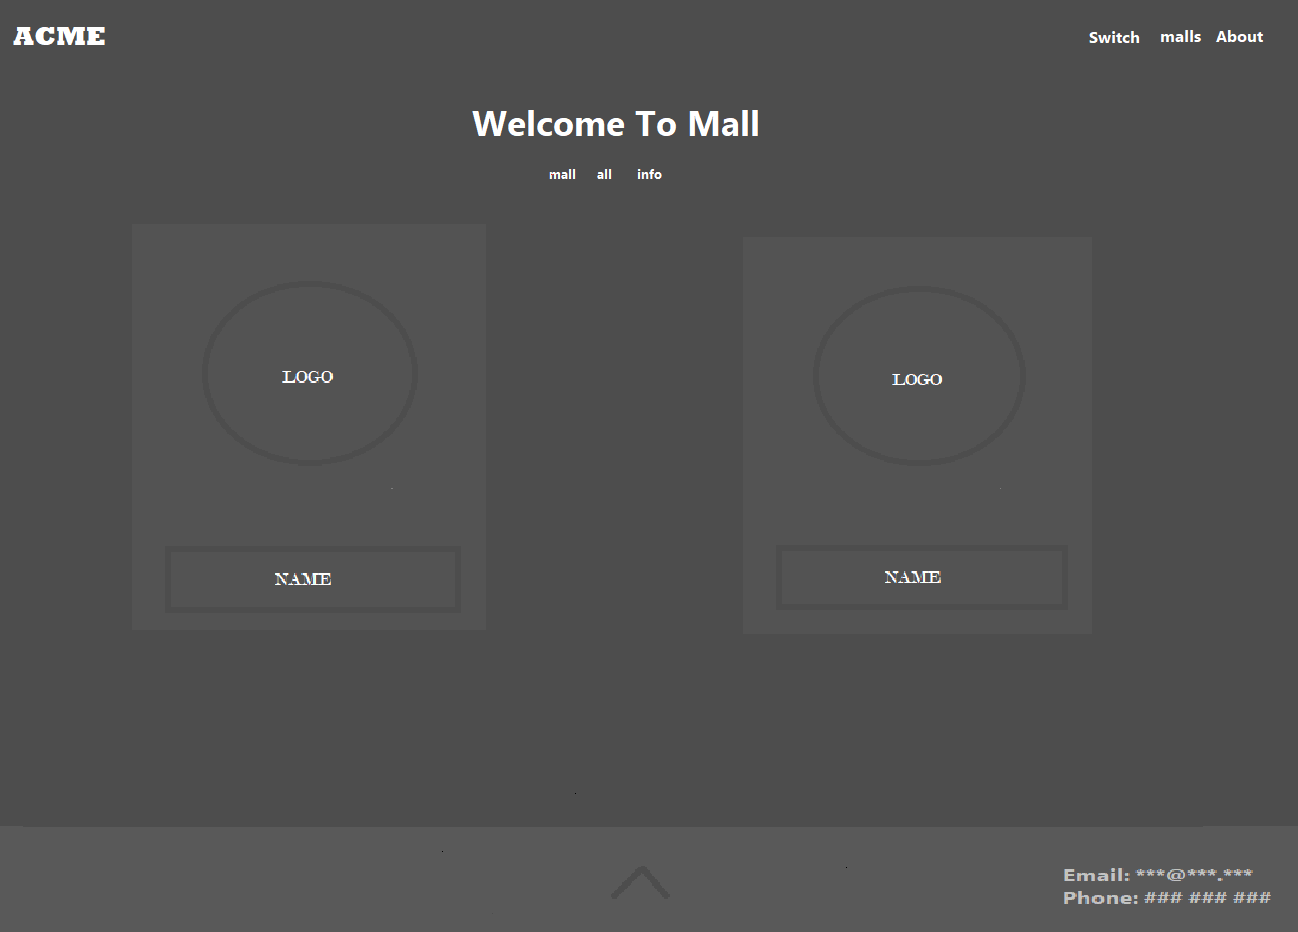 ACME Switch malls About
Welcome To Mall
mall all info
LOGO LOGO
NAME NAME
Email: ***@***.***
Phone: ### ### ###